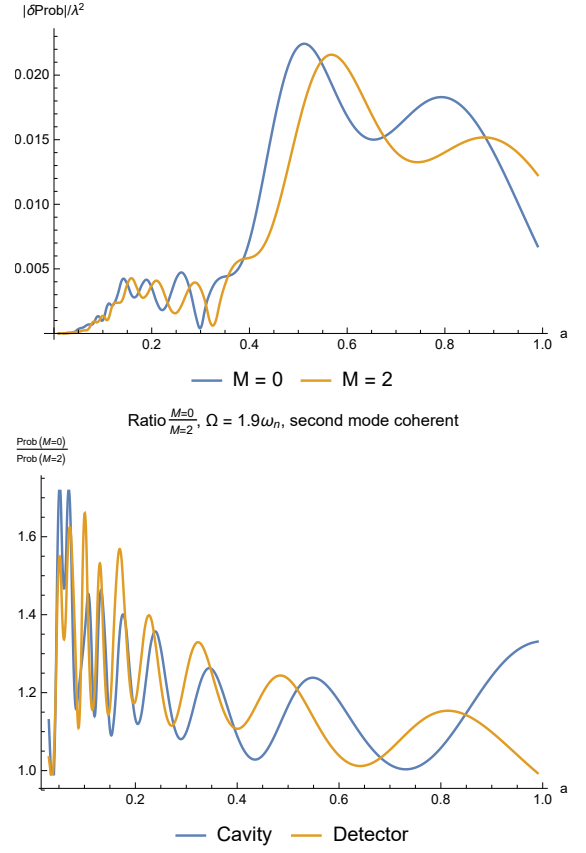 |δProb|/λ²
0.020
0.015
0.010
0.005
0.2 0.4 0.6 0.8 1.0 a
M = 0 M = 2
Ratio M=0/M=2, Ω = 1.9ωₙ, second mode coherent
Prob(M=0)/Prob(M=2)
1.6
1.4
1.2
1.0
0.2 0.4 0.6 0.8 1.0 a
Cavity Detector